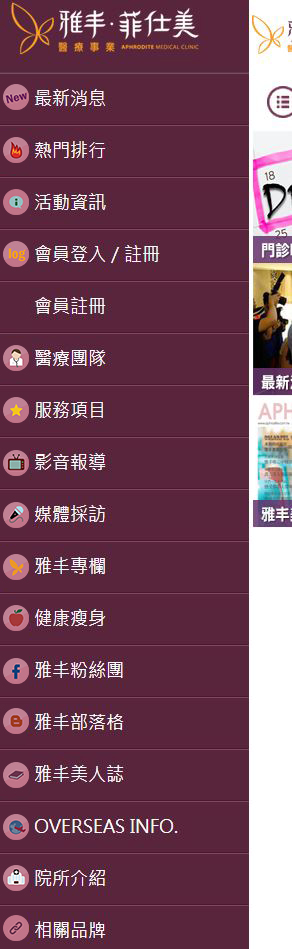 雅丰·菲仕美
醫療事業 APHRODITE MEDICAL CLINIC
New 最新消息
熱門排行
活動資訊
log 會員登入 / 註冊
會員註冊
醫療團隊
服務項目
影音報導
媒體採訪
雅丰專欄
健康瘦身
雅丰粉絲團
雅丰部落格
雅丰美人誌
OVERSEAS INFO.
院所介紹
相關品牌
18
25
門診
最新
APH
雅丰